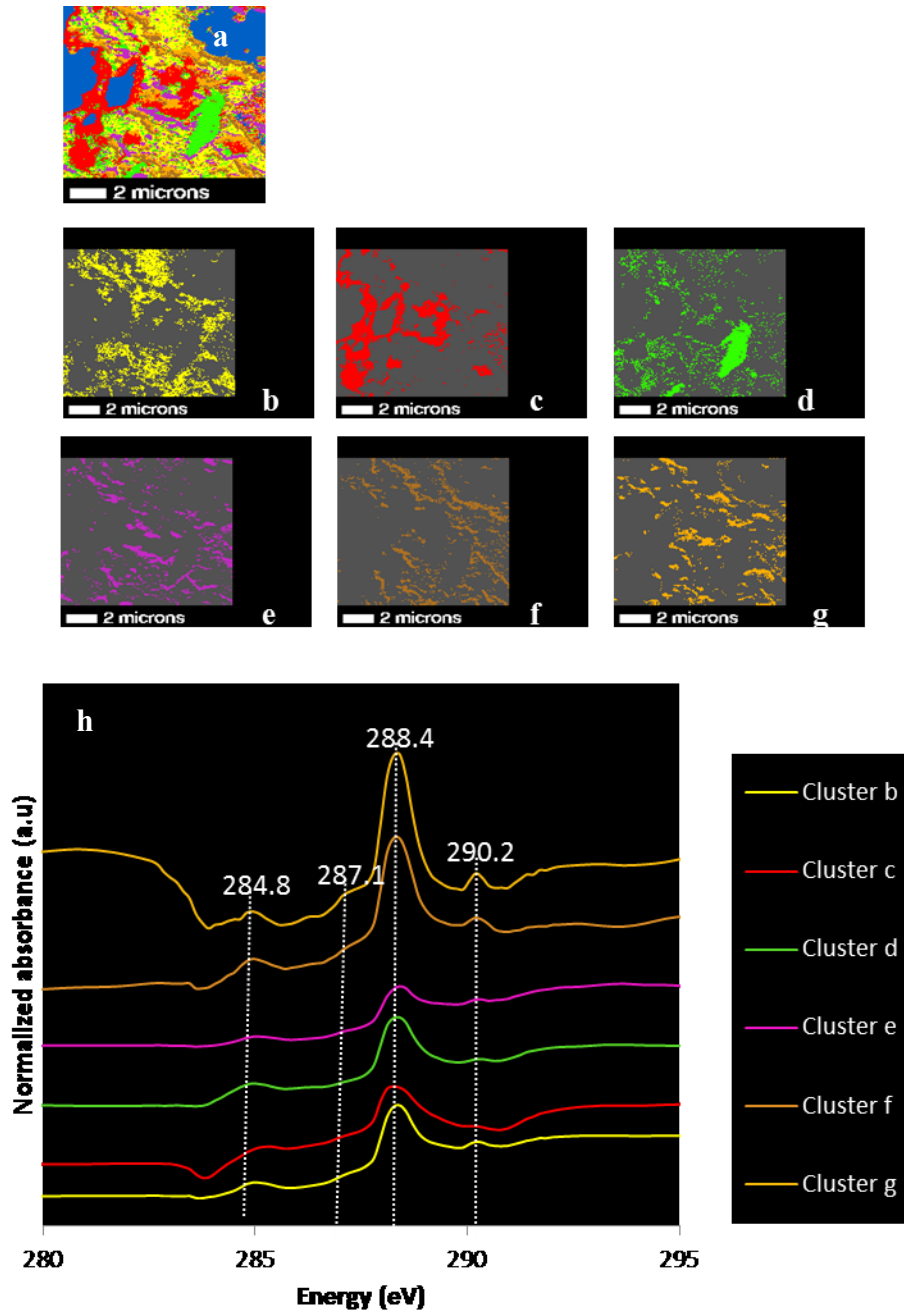 a
2 microns
b
2 microns
c
2 microns
d
2 microns
e
2 microns
f
2 microns
g
2 microns
h
288.4
290.2
287.1
284.8
Normalized absorbance (a.u)
280
285
290
295
Energy (eV)
Cluster b
Cluster c
Cluster d
Cluster e
Cluster f
Cluster g